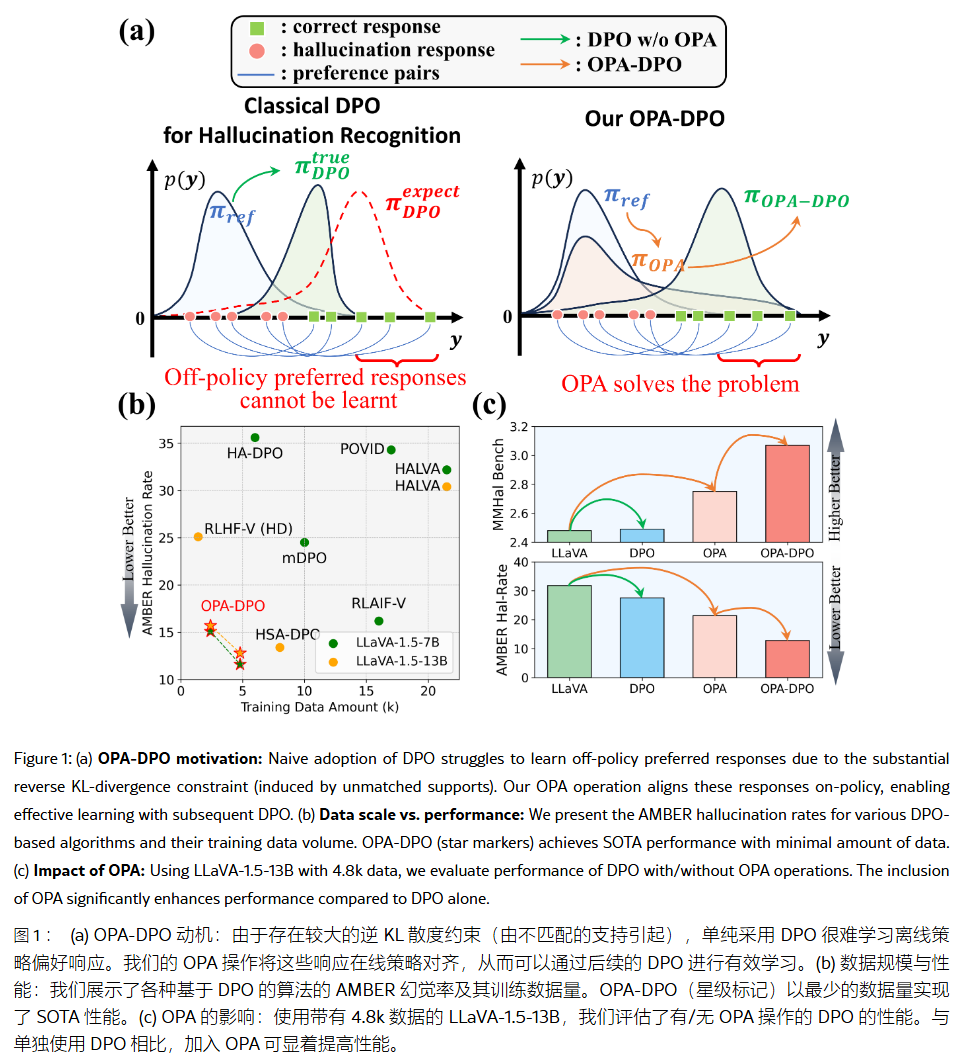 (a)
: correct response
: hallucination response
: preference pairs
: DPO w/o OPA
: OPA-DPO
Classical DPO
for Hallucination Recognition
Our OPA-DPO
p(y)
π_ref
π_DPO^true
π_DPO^expect
0
y
Off-policy preferred responses
cannot be learnt
p(y)
π_ref
π_OPA
π_OPA-DPO
0
y
OPA solves the problem
(b)
Lower Better
AMBER Hallucination Rate
35
30
25
20
15
10
HA-DPO
POVID
HALVA
HALVA
RLHF-V (HD)
mDPO
OPA-DPO
RLAIF-V
HSA-DPO
LLaVA-1.5-7B
LLaVA-1.5-13B
0 5 10 15 20
Training Data Amount (k)
(c)
MMHal Bench
3.2
3.0
2.8
2.6
2.4
LLaVA DPO OPA OPA-DPO
Higher Better
AMBER Hal-Rate
40
30
20
10
0
LLaVA DPO OPA OPA-DPO
Lower Better
Figure 1: (a) OPA-DPO motivation: Naive adoption of DPO struggles to learn off-policy preferred responses due to the substantial
reverse KL-divergence constraint (induced by unmatched supports). Our OPA operation aligns these responses on-policy, enabling
effective learning with subsequent DPO. (b) Data scale vs. performance: We present the AMBER hallucination rates for various DPO-
based algorithms and their training data volume. OPA-DPO (star markers) achieves SOTA performance with minimal amount of data.
(c) Impact of OPA: Using LLaVA-1.5-13B with 4.8k data, we evaluate performance of DPO with/without OPA operations. The inclusion
of OPA significantly enhances performance compared to DPO alone.
图 1： (a) OPA-DPO 动机：由于存在较大的逆 KL 散度约束（由不匹配的支持引起），单纯采用 DPO 很难学习离线策
略偏好响应。我们的 OPA 操作将这些响应在线策略对齐，从而可以通过后续的 DPO 进行有效学习。(b) 数据规模与性
能：我们展示了各种基于 DPO 的算法的 AMBER 幻觉率及其训练数据量。OPA-DPO（星级标记）以最少的数据量实现
了 SOTA 性能。(c) OPA 的影响：使用带有 4.8k 数据的 LLaVA-1.5-13B，我们评估了有/无 OPA 操作的 DPO 的性能。与
单独使用 DPO 相比，加入 OPA 可显着提高性能。